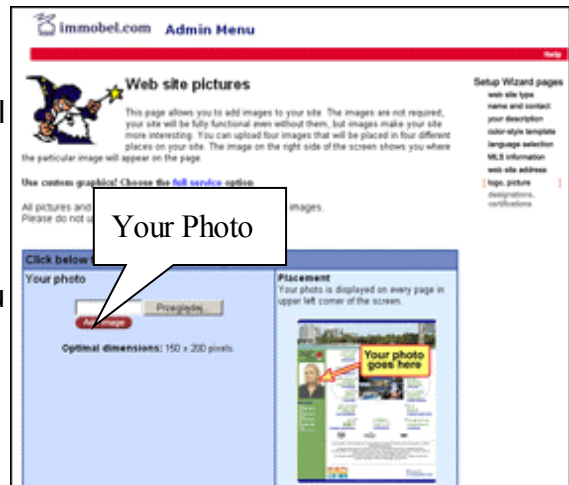 immobel.com Admin Menu
Help
Web site pictures
This page allows you to add images to your site. The images are not required,
your site will be fully functional even without them, but images make your site
more interesting. You can upload four images that will be placed in four different
places on your site. The image on the right side of the screen shows you where
the particular image will appear on the page.
Use custom graphics! Choose the full service option
All pictures and images.
Please do not u
Your Photo
Click below
Your photo
Przeglądaj...
Add image
Optimal dimensions: 150 x 200 pixels
Placement
Your photo is displayed on every page in
upper left corner of the screen.
Your photo
goes here
Setup Wizard pages
web site type
name and contact
your description
color-style template
language selection
MLS information
web site address
[ logo, picture ]
designations,
certifications